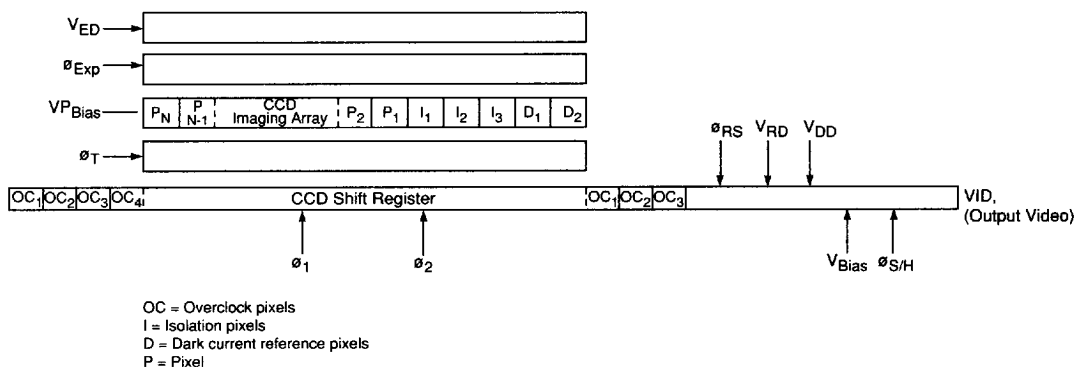 V_ED
ø_Exp
VP_Bias
P_N P N-1 CCD Imaging Array P_2 P_1 I_1 I_2 I_3 D_1 D_2
ø_T
ø_RS V_RD V_DD
OC_1 OC_2 OC_3 OC_4 CCD Shift Register OC_1 OC_2 OC_3
VID,
(Output Video)
ø_1 ø_2 V_Bias ø_S/H
OC = Overclock pixels
I = Isolation pixels
D = Dark current reference pixels
P = Pixel